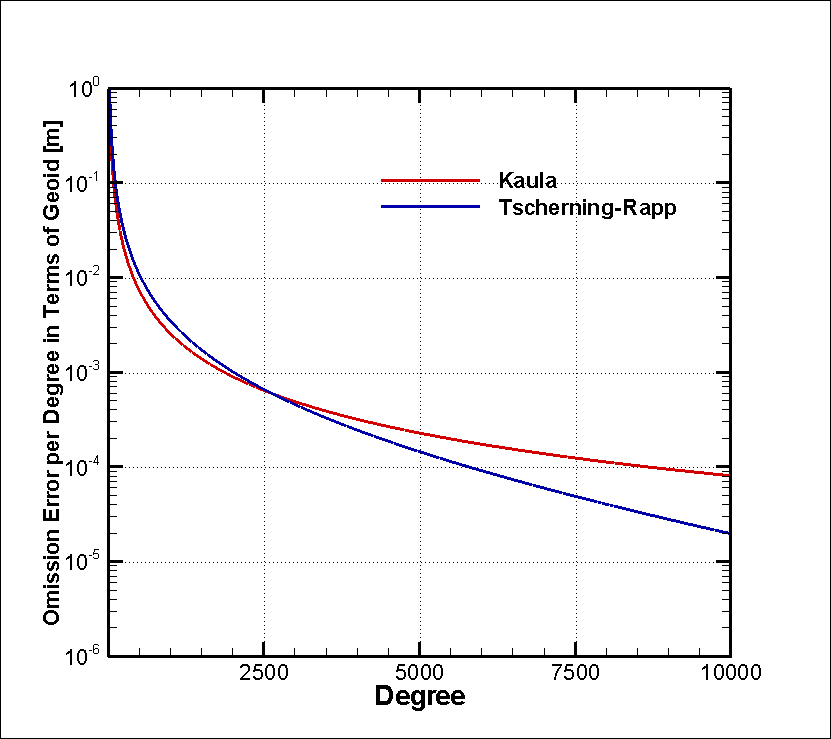 10^0
10^-1
10^-2
10^-3
10^-4
10^-5
10^-6
Omission Error per Degree in Terms of Geoid [m]
Kaula
Tscherning-Rapp
2500 5000 7500 10000
Degree